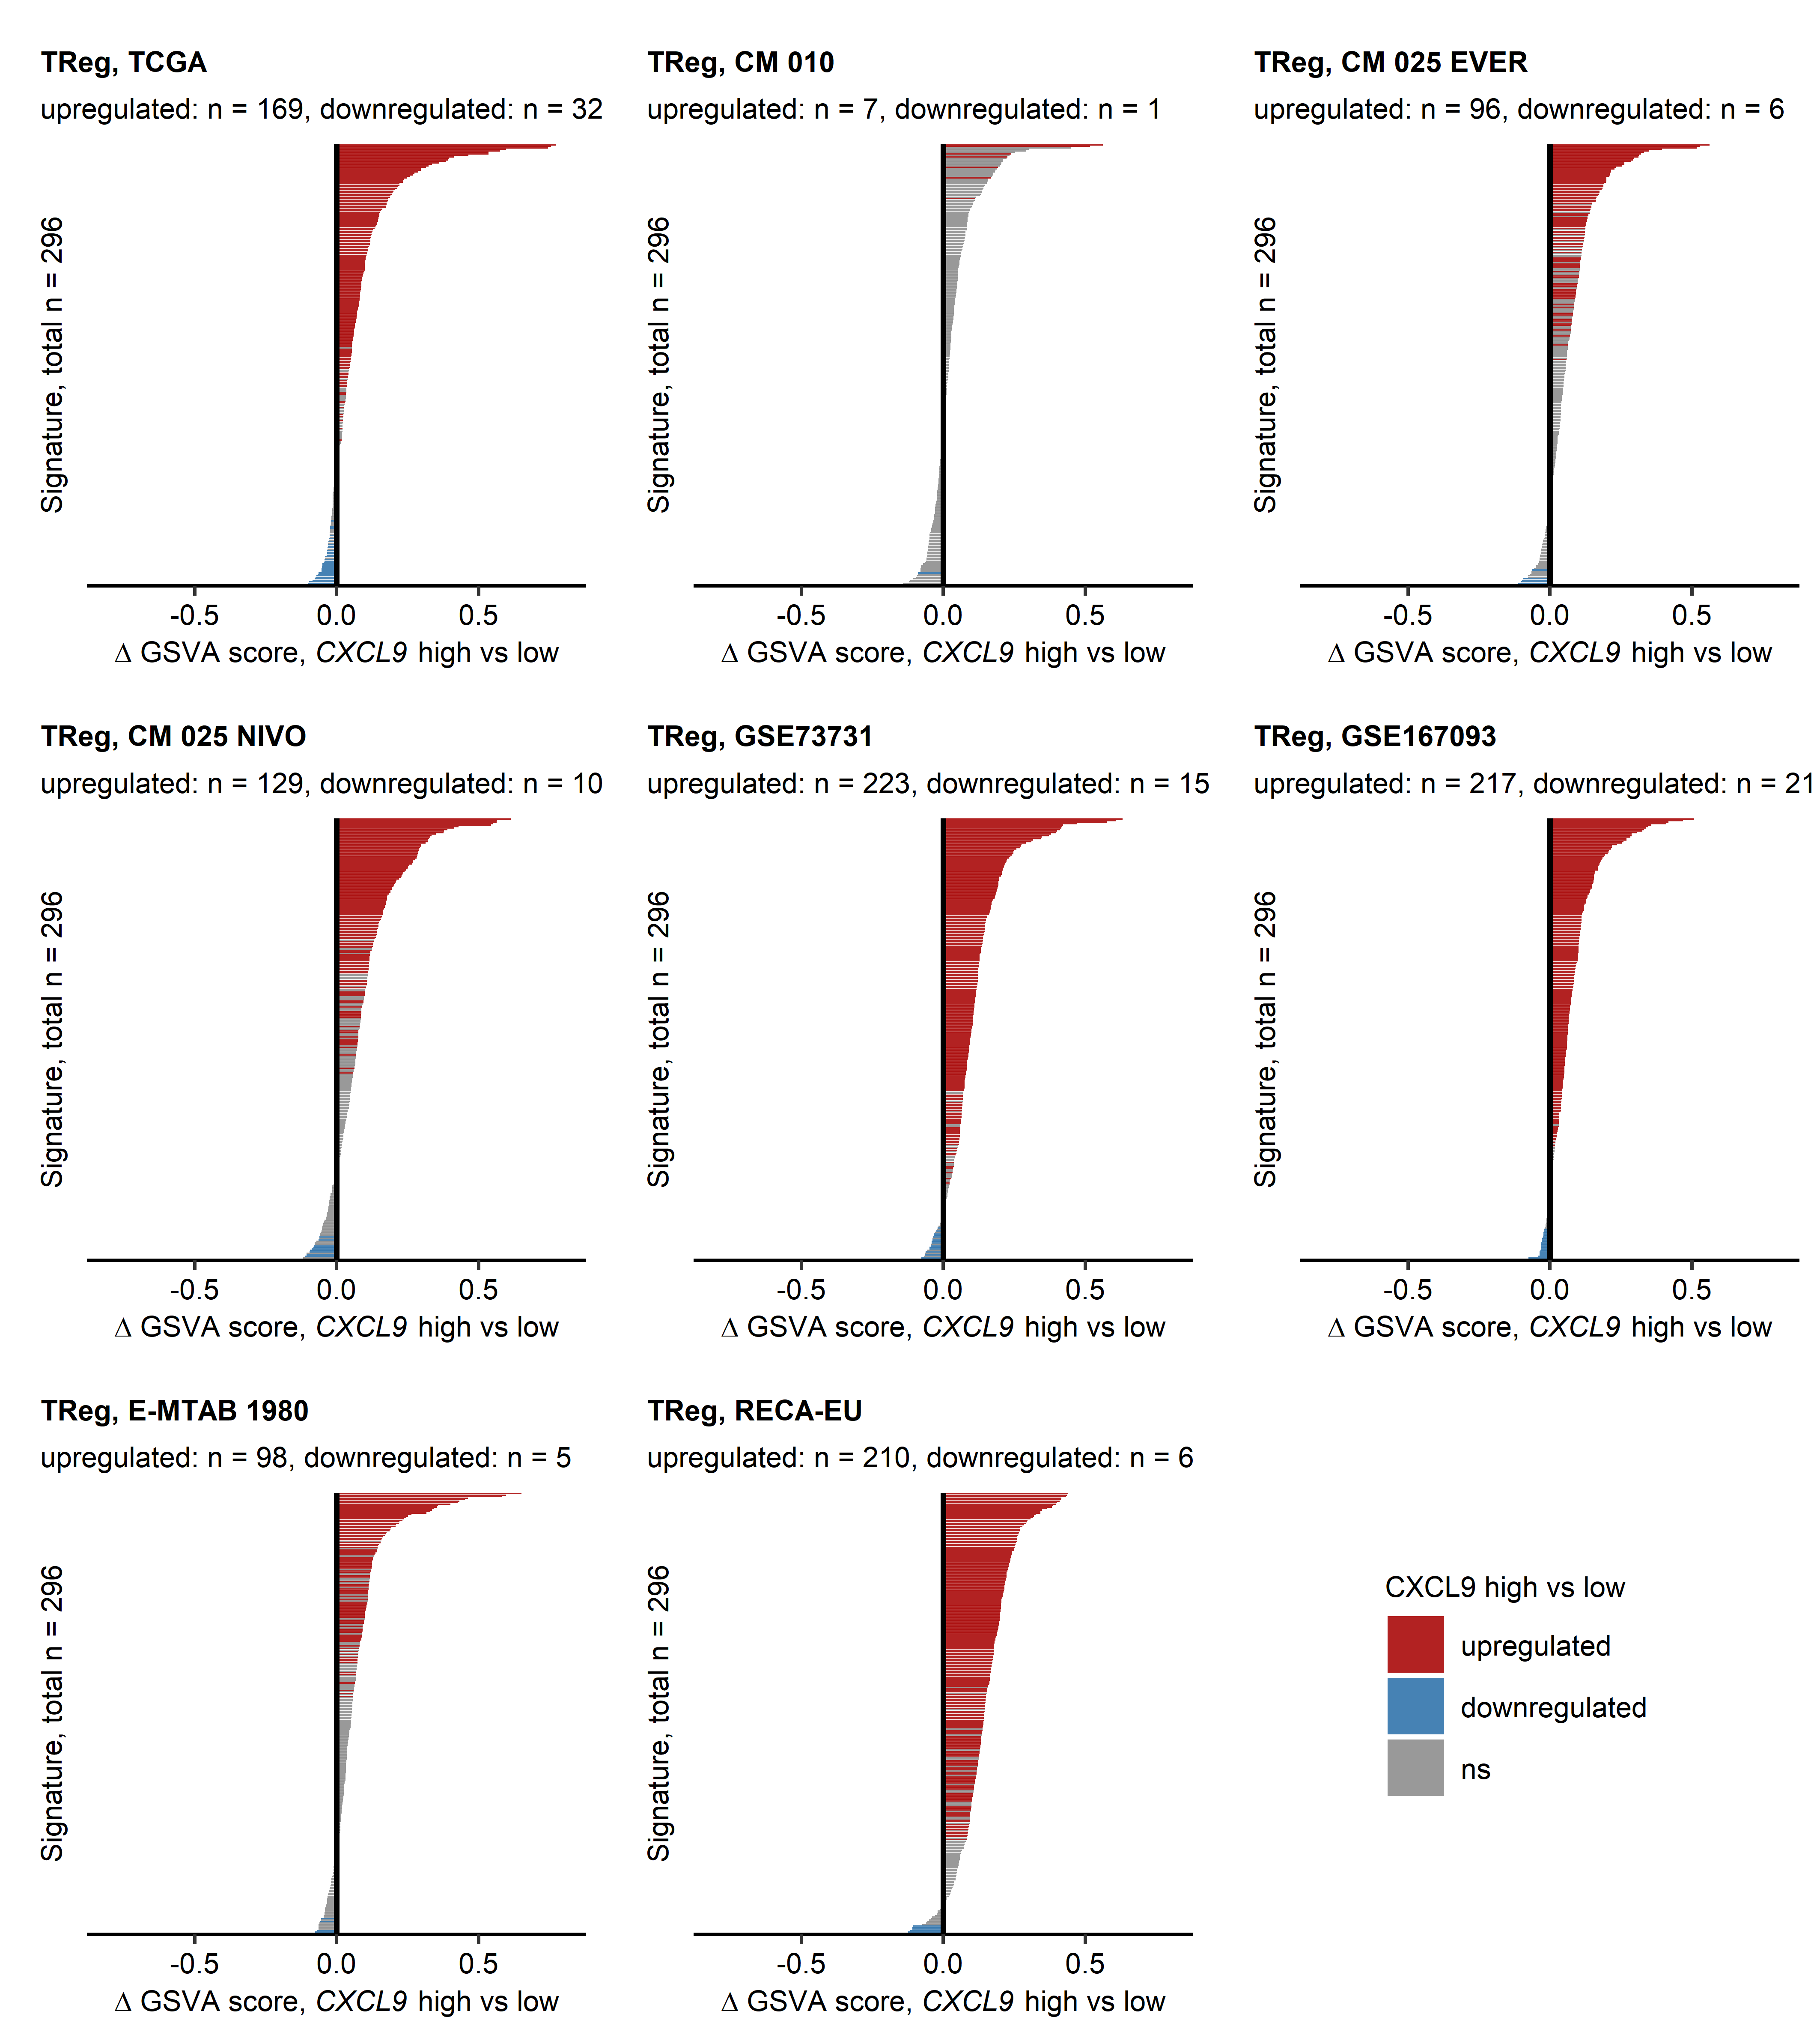 TReg, TCGA
upregulated: n = 169, downregulated: n = 32
Signature, total n = 296
-0.5 0.0 0.5
Δ GSVA score, CXCL9 high vs low
TReg, CM 010
upregulated: n = 7, downregulated: n = 1
Signature, total n = 296
-0.5 0.0 0.5
Δ GSVA score, CXCL9 high vs low
TReg, CM 025 EVER
upregulated: n = 96, downregulated: n = 6
Signature, total n = 296
-0.5 0.0 0.5
Δ GSVA score, CXCL9 high vs low
TReg, CM 025 NIVO
upregulated: n = 129, downregulated: n = 10
Signature, total n = 296
-0.5 0.0 0.5
Δ GSVA score, CXCL9 high vs low
TReg, GSE73731
upregulated: n = 223, downregulated: n = 15
Signature, total n = 296
-0.5 0.0 0.5
Δ GSVA score, CXCL9 high vs low
TReg, GSE167093
upregulated: n = 217, downregulated: n = 21
Signature, total n = 296
-0.5 0.0 0.5
Δ GSVA score, CXCL9 high vs low
TReg, E-MTAB 1980
upregulated: n = 98, downregulated: n = 5
Signature, total n = 296
-0.5 0.0 0.5
Δ GSVA score, CXCL9 high vs low
TReg, RECA-EU
upregulated: n = 210, downregulated: n = 6
Signature, total n = 296
-0.5 0.0 0.5
Δ GSVA score, CXCL9 high vs low
CXCL9 high vs low
upregulated
downregulated
ns